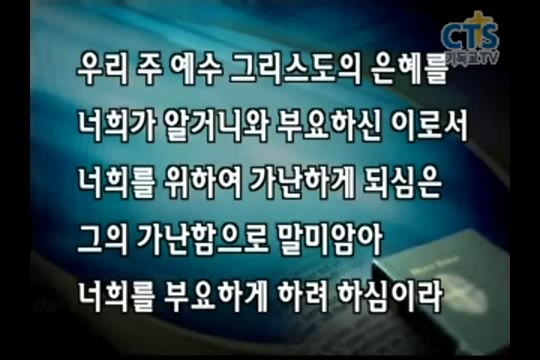 CTS
기독교TV
우리 주 예수 그리스도의 은혜를
너희가 알거니와 부요하신 이로서
너희를 위하여 가난하게 되심은
그의 가난함으로 말미암아
너희를 부요하게 하려 하심이라